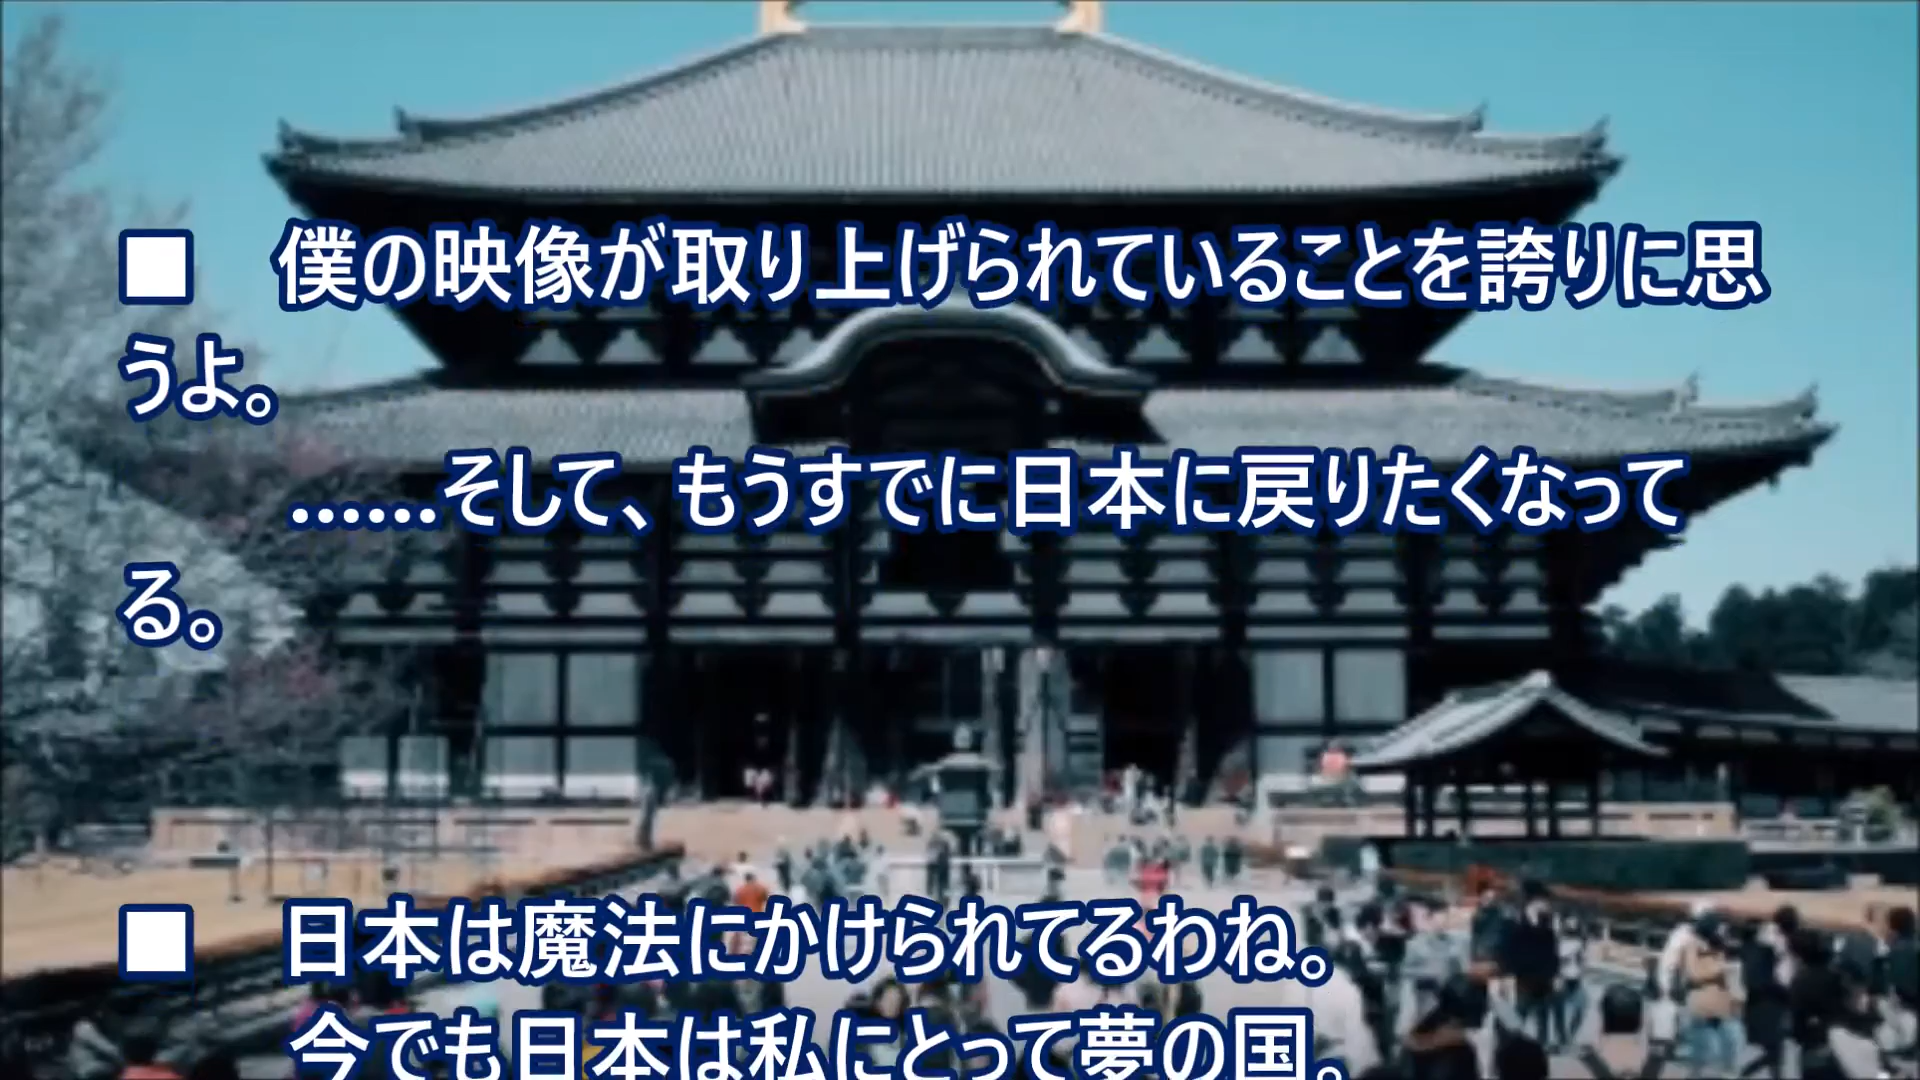 ■　僕の映像が取り上げられていることを誇りに思
うよ。
……そして、もうすでに日本に戻りたくなって
る。
■　日本は魔法にかけられてるわね。
今でも日本は私にとって夢の国。